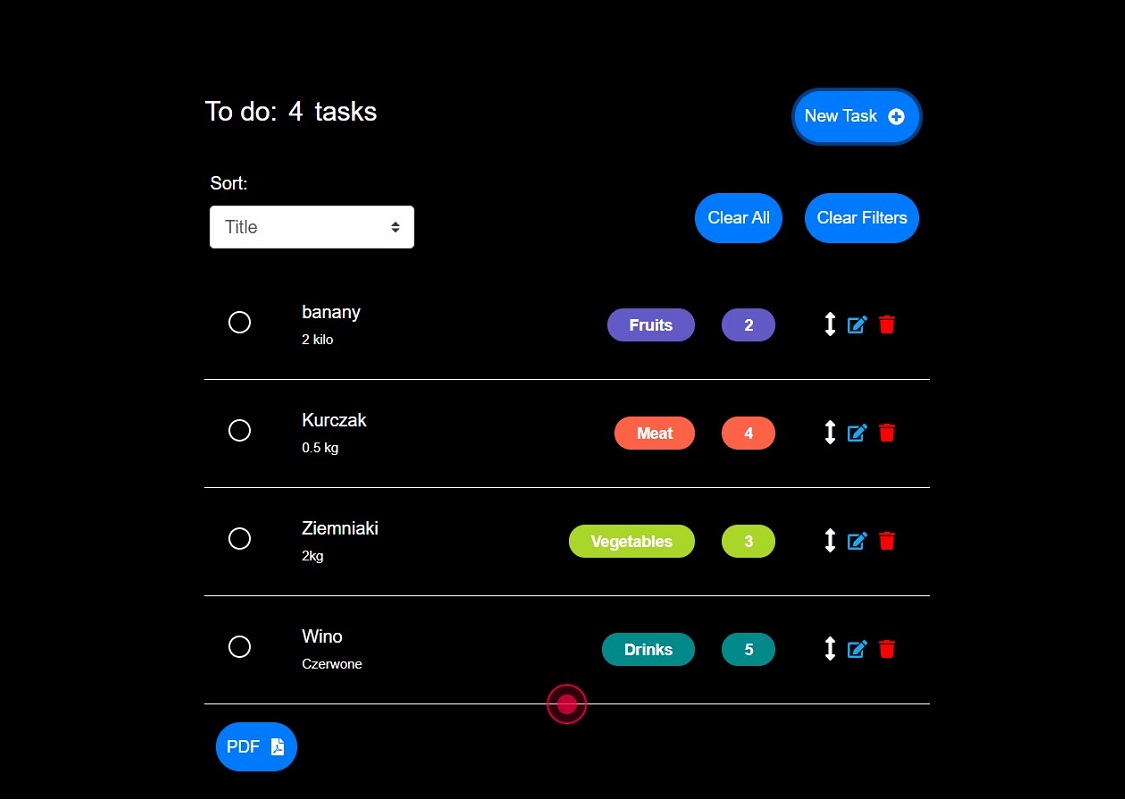 To do: 4 tasks
New Task
Sort:
Title
Clear All
Clear Filters
banany
2 kilo
Fruits
2
Kurczak
0.5 kg
Meat
4
Ziemniaki
2kg
Vegetables
3
Wino
Czerwone
Drinks
5
PDF